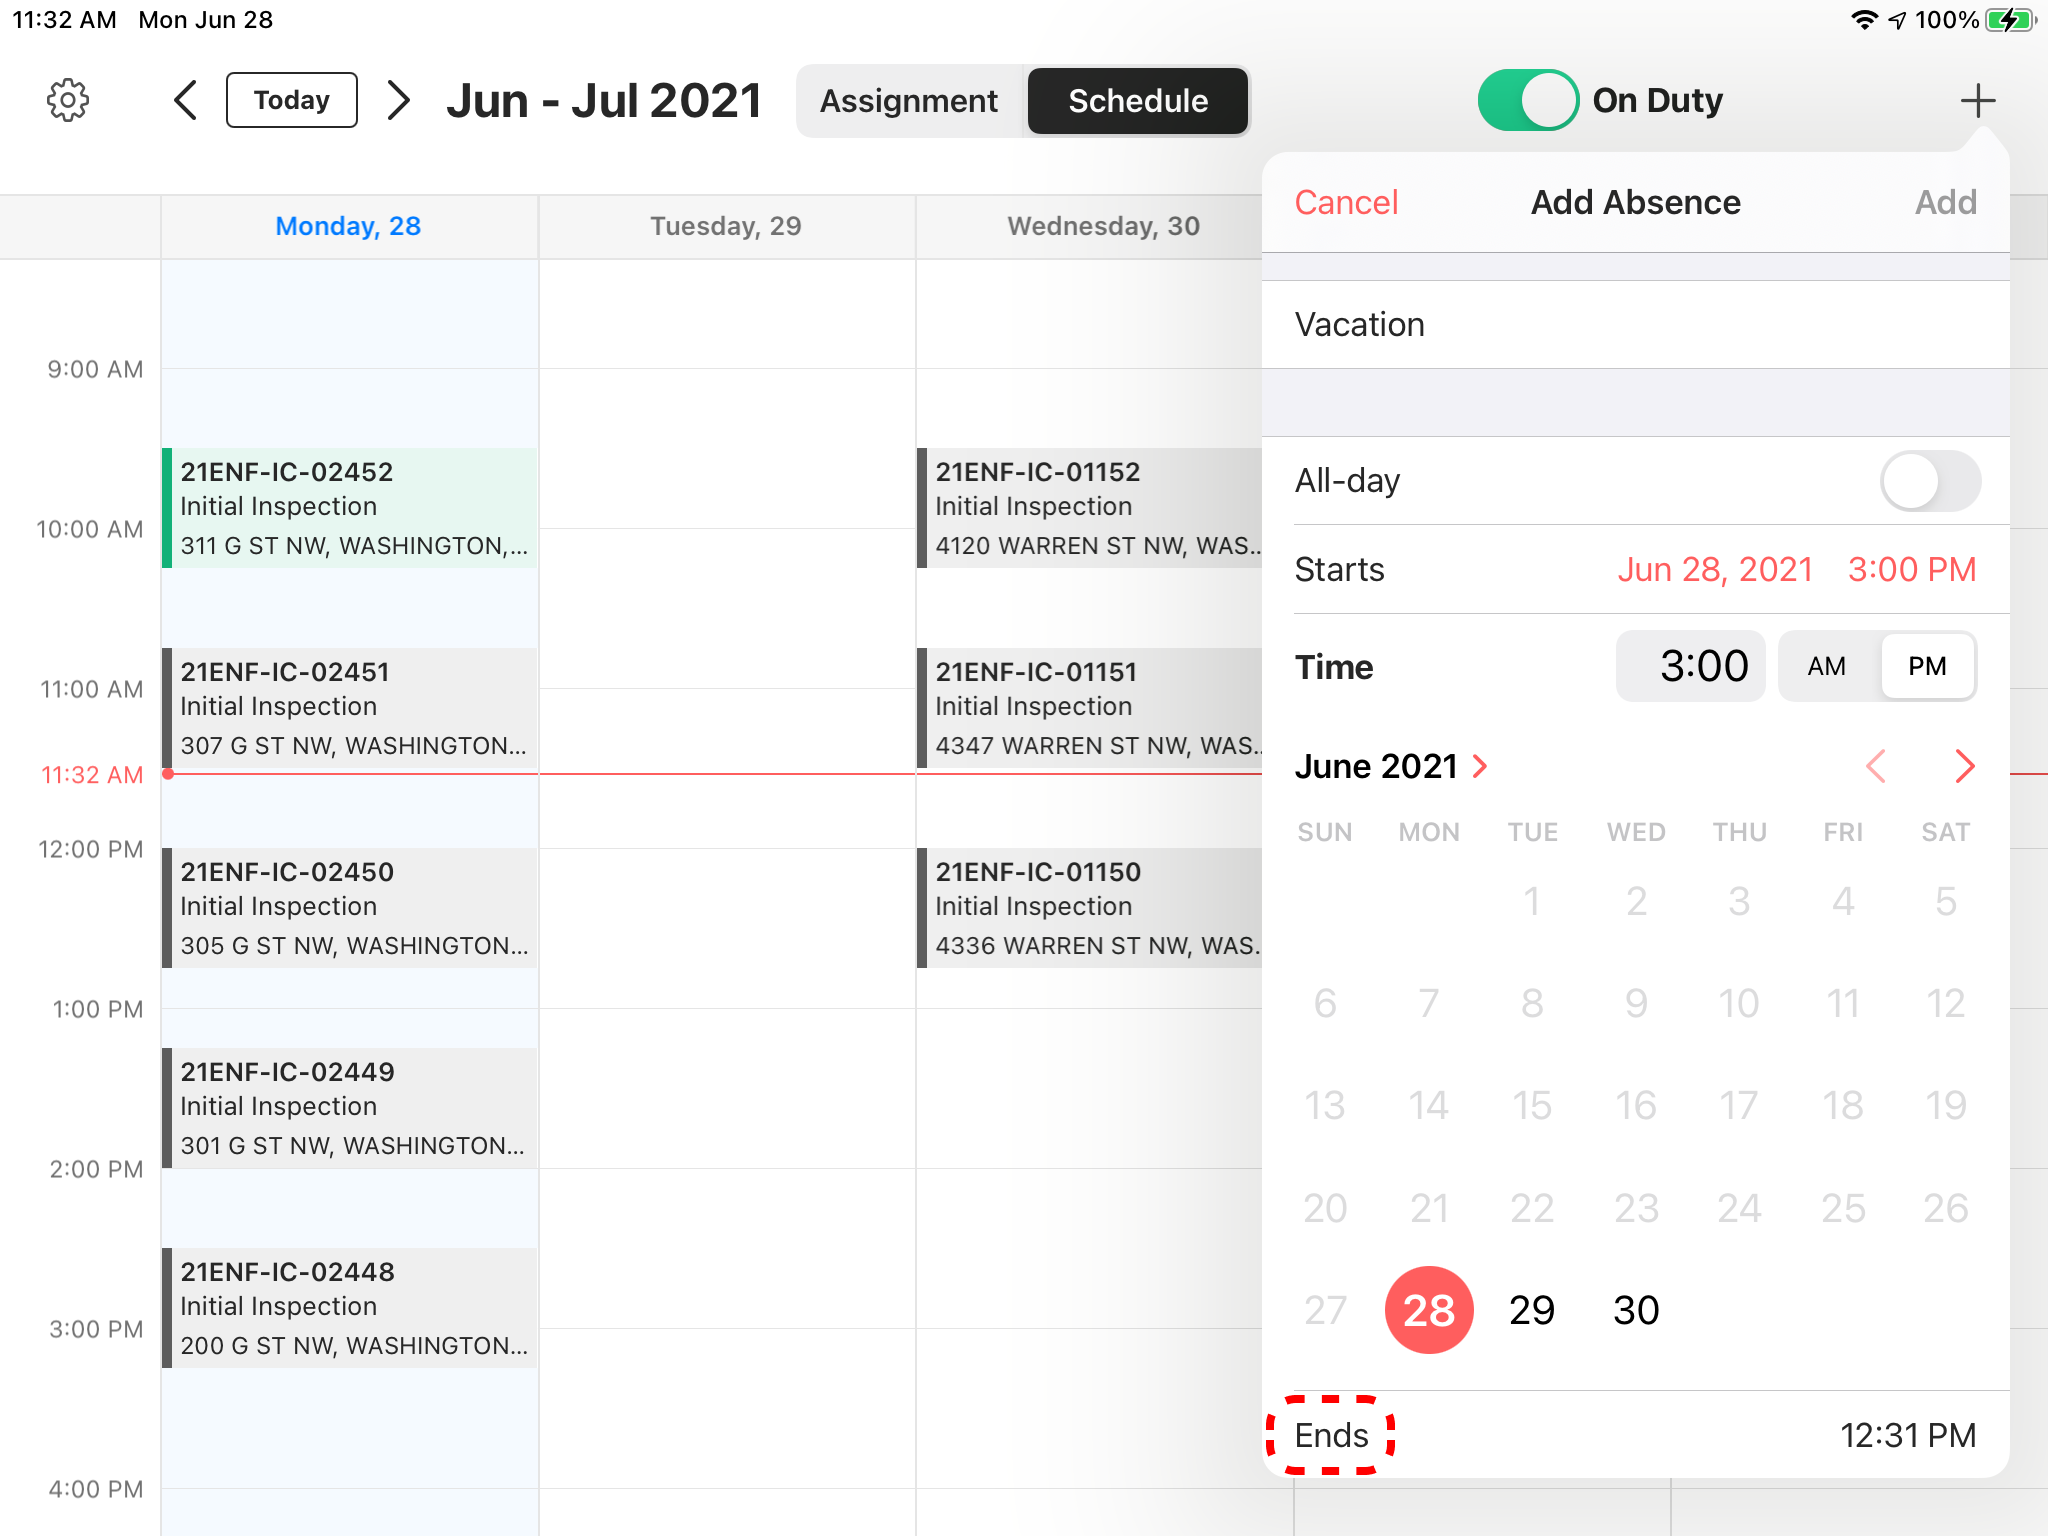 11:32 AM Mon Jun 28
100%
Today
Jun - Jul 2021
Assignment
Schedule
On Duty
Monday, 28
Tuesday, 29
Wednesday, 30
9:00 AM
10:00 AM
11:00 AM
11:32 AM
12:00 PM
1:00 PM
2:00 PM
3:00 PM
4:00 PM
21ENF-IC-02452
Initial Inspection
311 G ST NW, WASHINGTON,...
21ENF-IC-02451
Initial Inspection
307 G ST NW, WASHINGTON...
21ENF-IC-02450
Initial Inspection
305 G ST NW, WASHINGTON...
21ENF-IC-02449
Initial Inspection
301 G ST NW, WASHINGTON...
21ENF-IC-02448
Initial Inspection
200 G ST NW, WASHINGTON...
21ENF-IC-01152
Initial Inspection
4120 WARREN ST NW, WAS...
21ENF-IC-01151
Initial Inspection
4347 WARREN ST NW, WAS...
21ENF-IC-01150
Initial Inspection
4336 WARREN ST NW, WAS.
Cancel
Add Absence
Add
Vacation
All-day
Starts Jun 28, 2021 3:00 PM
Time 3:00 AM PM
June 2021
SUN MON TUE WED THU FRI SAT
1 2 3 4 5
6 7 8 9 10 11 12
13 14 15 16 17 18 19
20 21 22 23 24 25 26
27 28 29 30
Ends 12:31 PM